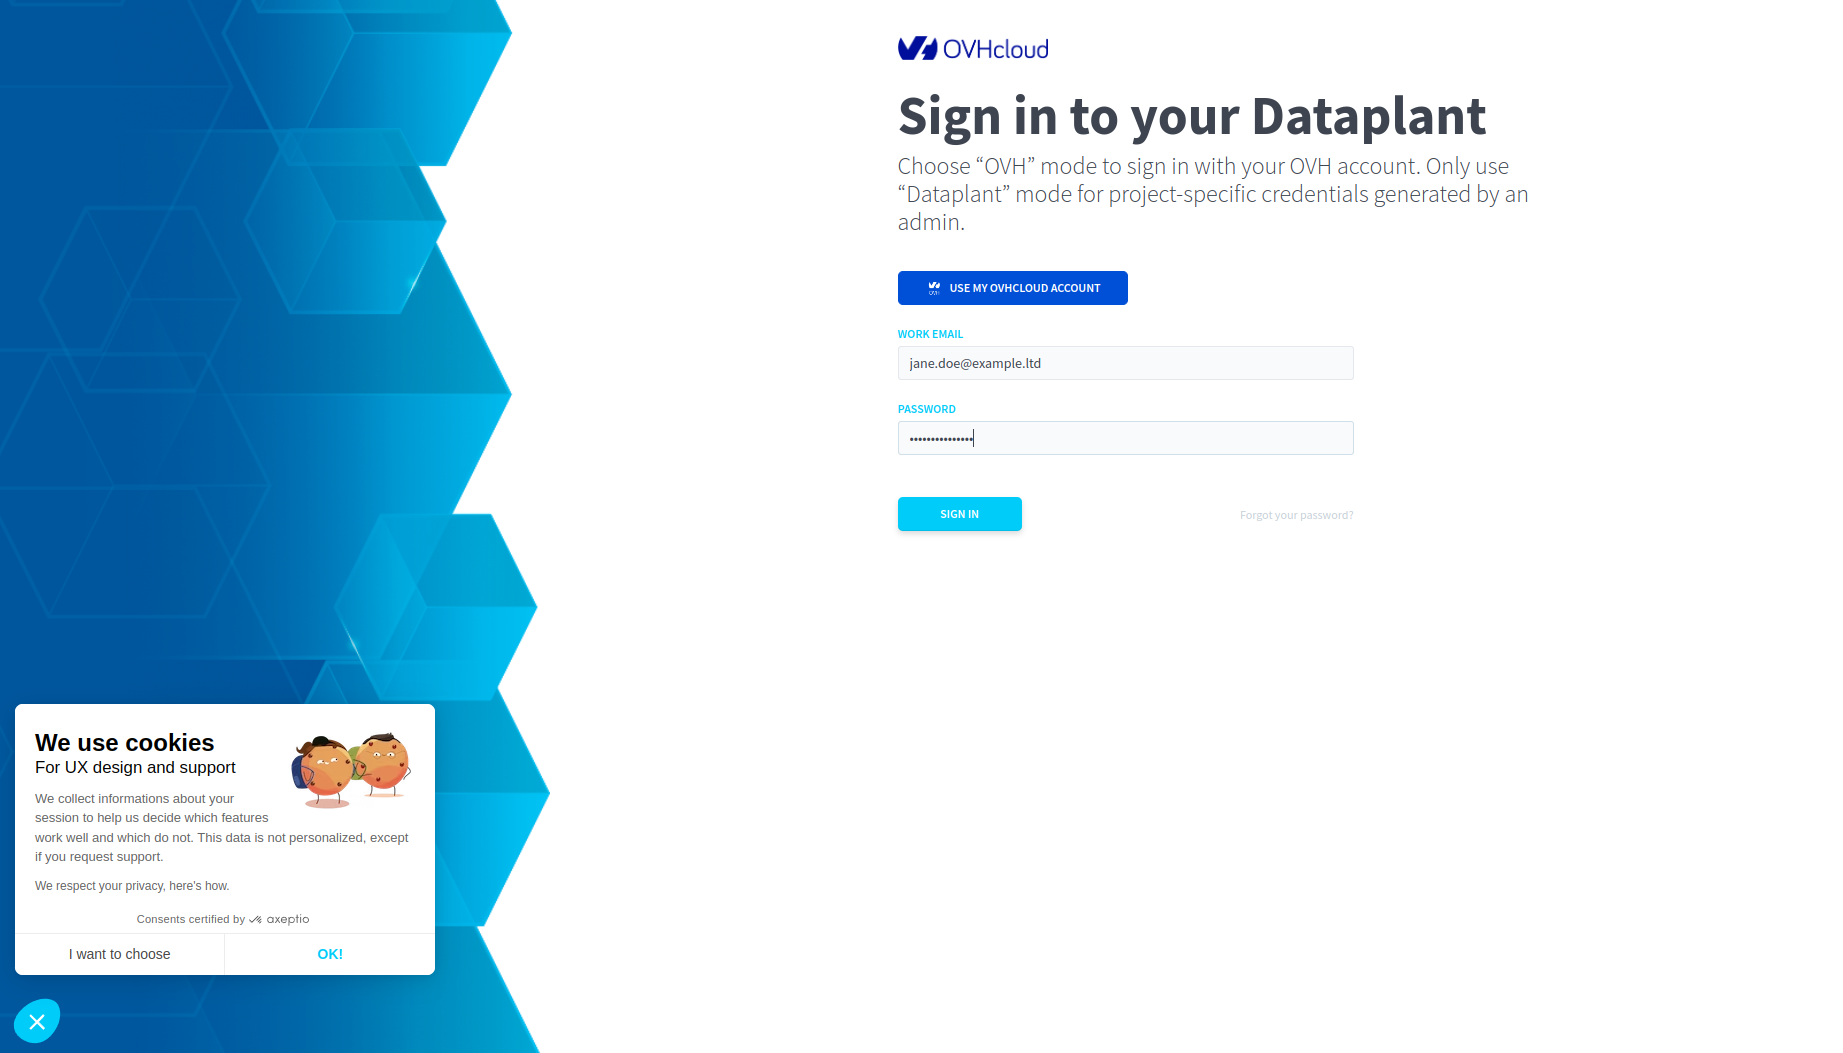 OVHcloud
Sign in to your Dataplant
Choose “OVH” mode to sign in with your OVH account. Only use
“Dataplant” mode for project-specific credentials generated by an
admin.
OVH USE MY OVHCLOUD ACCOUNT
WORK EMAIL
jane.doe@example.ltd
PASSWORD
•••••••••••••••
SIGN IN
Forgot your password?
We use cookies
For UX design and support
We collect informations about your
session to help us decide which features
work well and which do not. This data is not personalized, except
if you request support.
We respect your privacy, here's how.
Consents certified by axeptio
I want to choose
OK!